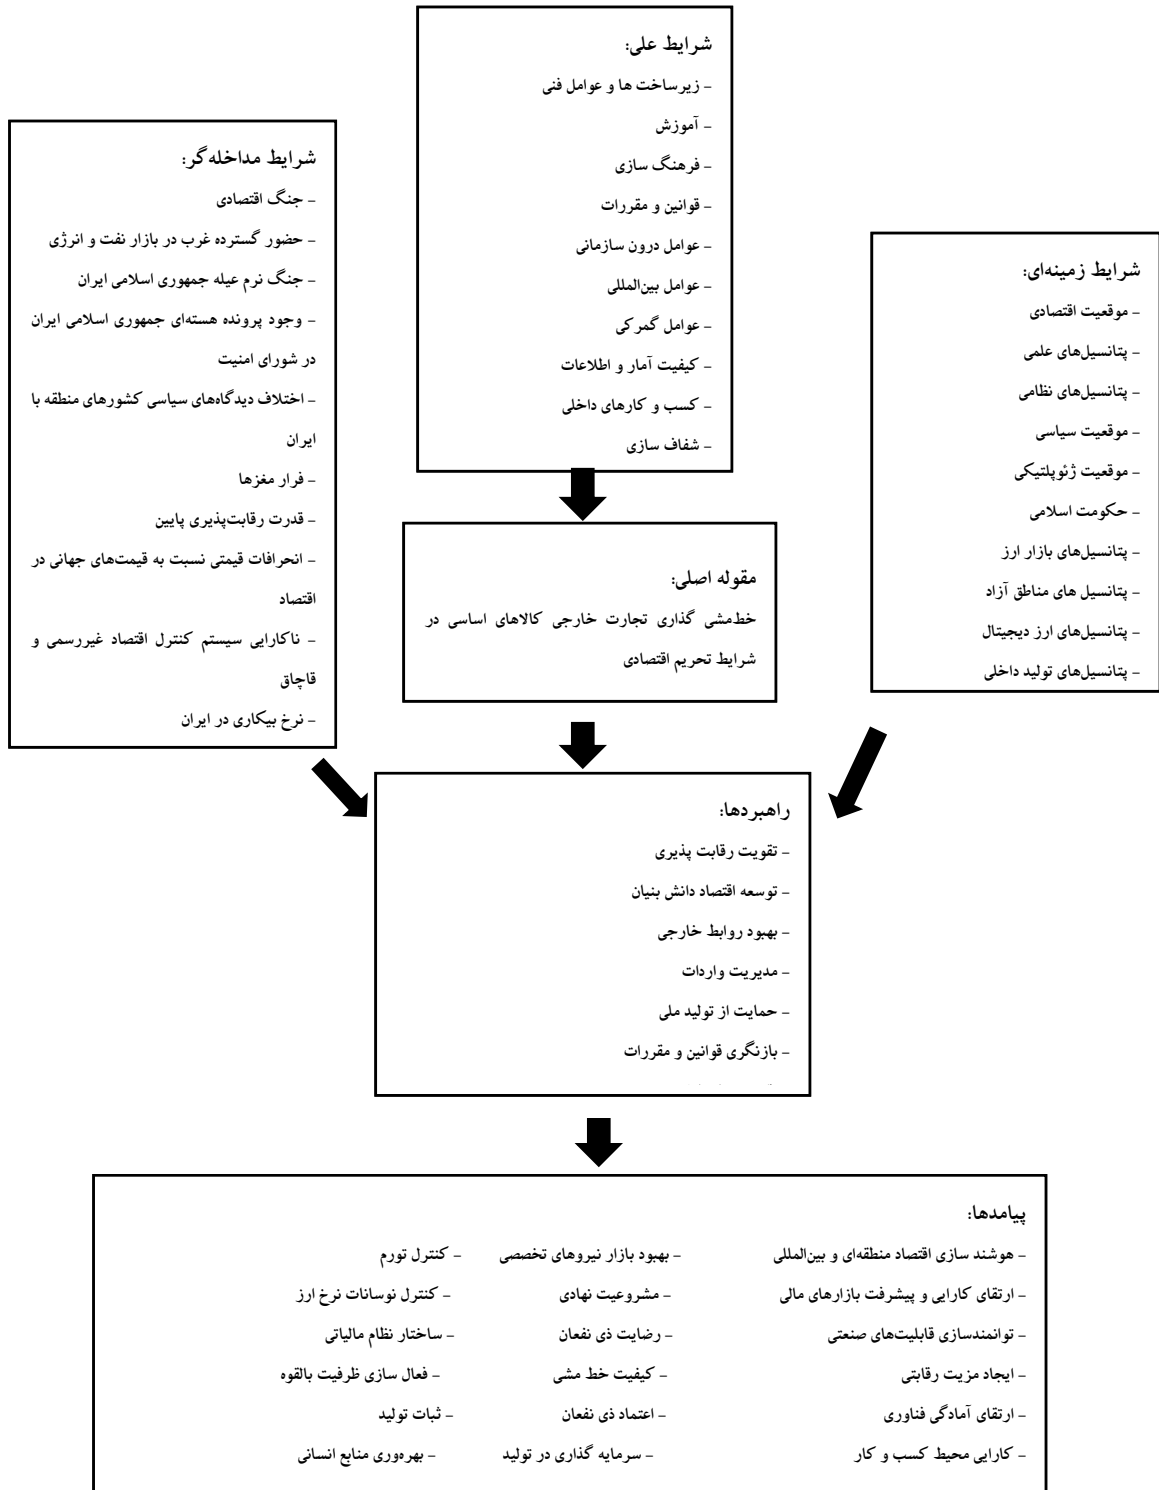 شرایط علی:
- زیرساخت ها و عوامل فنی
- آموزش
- فرهنگ سازی
- قوانین و مقررات
- عوامل درون سازمانی
- عوامل بین‌المللی
- عوامل گمرکی
- کیفیت آمار و اطلاعات
- کسب و کارهای داخلی
- شفاف سازی
شرایط مداخله‌گر:
- جنگ اقتصادی
- حضور گسترده غرب در بازار نفت و انرژی
- جنگ نرم عیله جمهوری اسلامی ایران
- وجود پرونده هسته‌ای جمهوری اسلامی ایران
در شورای امنیت
- اختلاف دیدگاه‌های سیاسی کشورهای منطقه با
ایران
- فرار مغزها
- قدرت رقابت‌پذیری پایین
- انحرافات قیمتی نسبت به قیمت‌های جهانی در
اقتصاد
- ناکارایی سیستم کنترل اقتصاد غیررسمی و
قاچاق
- نرخ بیکاری در ایران
شرایط زمینه‌ای:
- موقعیت اقتصادی
- پتانسیل‌های علمی
- پتانسیل‌های نظامی
- موقعیت سیاسی
- موقعیت ژئوپلتیکی
- حکومت اسلامی
- پتانسیل‌های بازار ارز
- پتانسیل های مناطق آزاد
- پتانسیل‌های ارز دیجیتال
- پتانسیل‌های تولید داخلی
مقوله اصلی:
خط‌مشی گذاری تجارت خارجی کالاهای اساسی در
شرایط تحریم اقتصادی
راهبردها:
- تقویت رقابت پذیری
- توسعه اقتصاد دانش بنیان
- بهبود روابط خارجی
- مدیریت واردات
- حمایت از تولید ملی
- بازنگری قوانین و مقررات
پیامدها:
- هوشند سازی اقتصاد منطقه‌ای و بین‌المللی - بهبود بازار نیروهای تخصصی - کنترل تورم
- ارتقای کارایی و پیشرفت بازارهای مالی - مشروعیت نهادی - کنترل نوسانات نرخ ارز
- توانمندسازی قابلیت‌های صنعتی - رضایت ذی نفعان - ساختار نظام مالیاتی
- ایجاد مزیت رقابتی - کیفیت خط مشی - فعال سازی ظرفیت بالقوه
- ارتقای آمادگی فناوری - اعتماد ذی نفعان - ثبات تولید
- کارایی محیط کسب و کار - سرمایه گذاری در تولید - بهره‌وری منابع انسانی